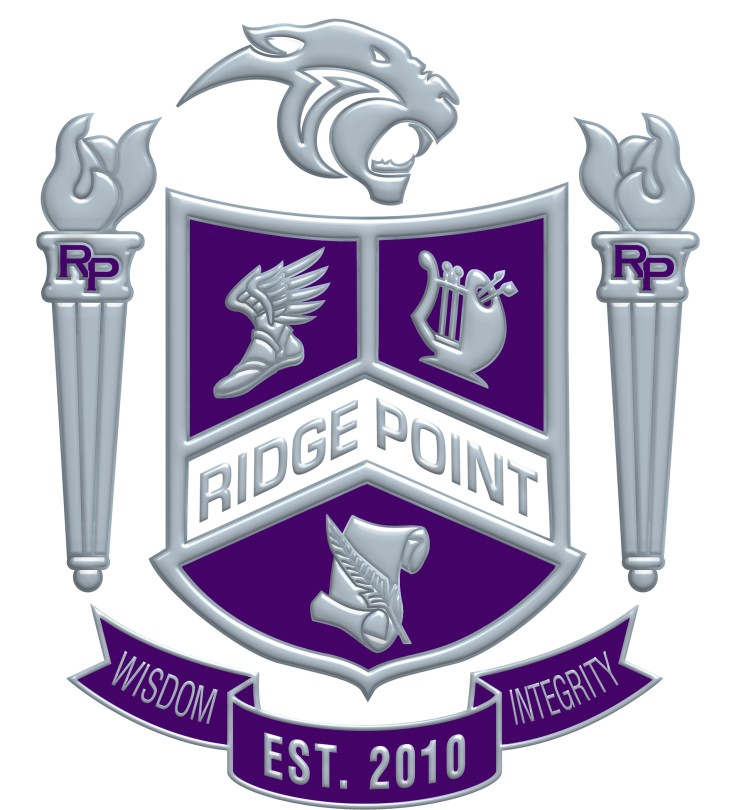 RP
RP
RIDGE POINT
WISDOM
INTEGRITY
EST. 2010